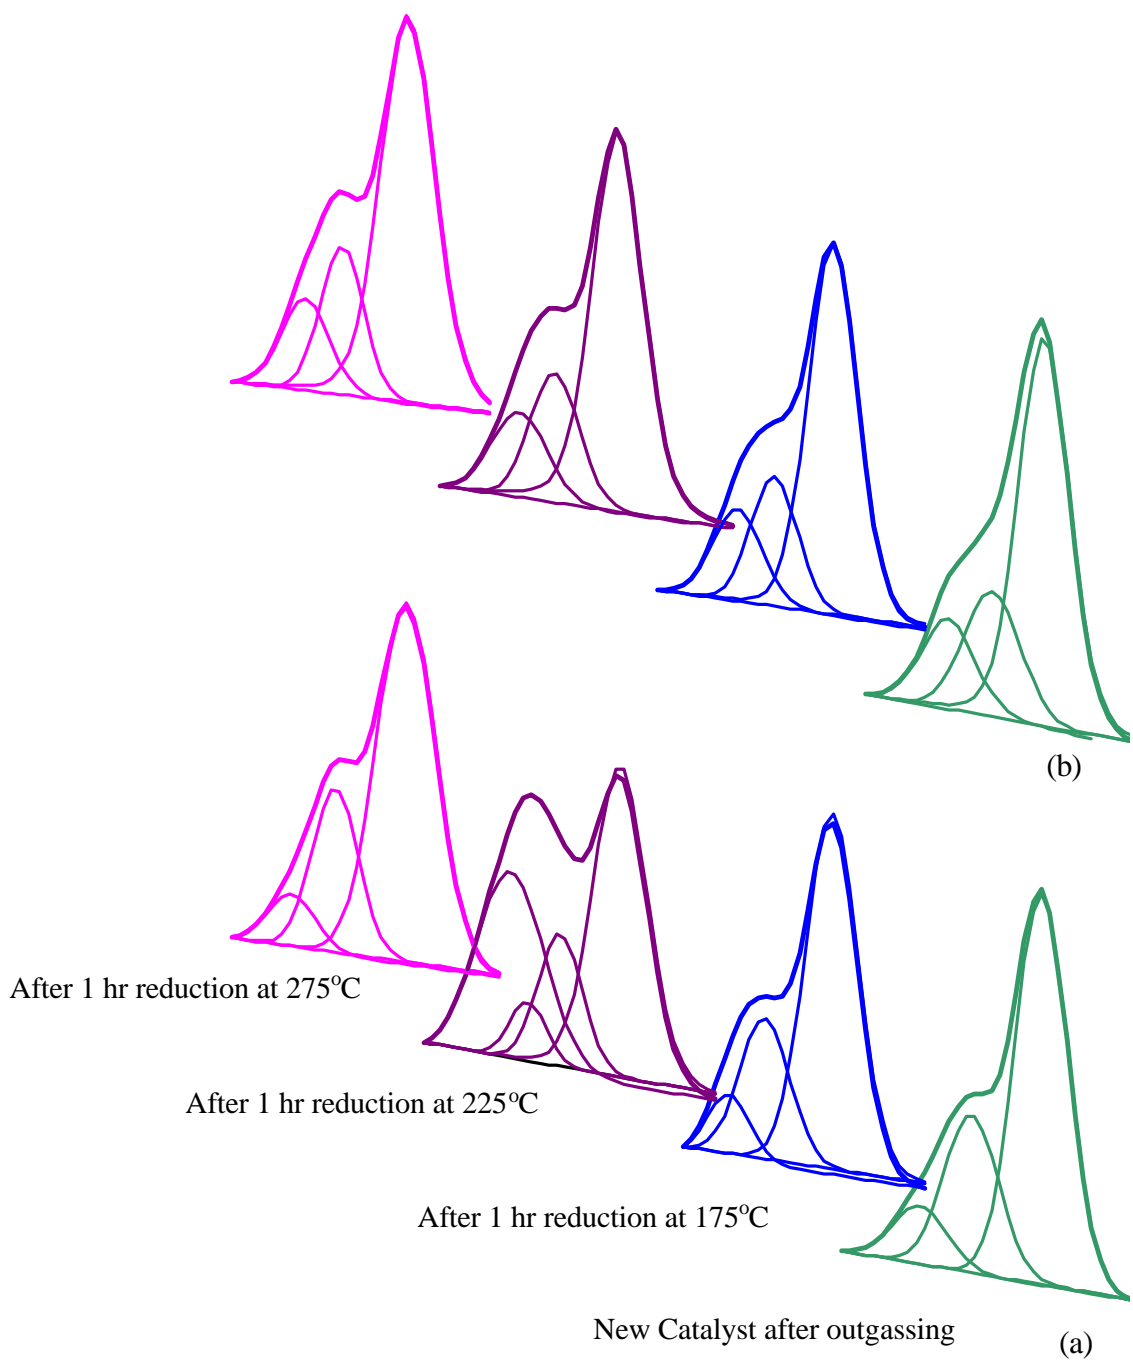 (b)
After 1 hr reduction at 275°C
After 1 hr reduction at 225°C
After 1 hr reduction at 175°C
New Catalyst after outgassing
(a)